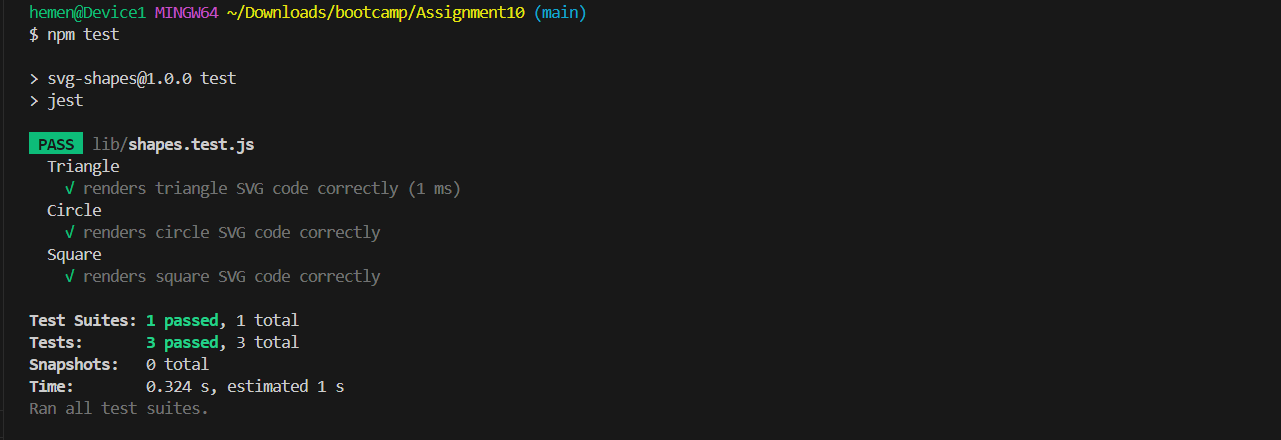 hemen@Device1 MINGW64 ~/Downloads/bootcamp/Assignment10 (main)
$ npm test
> svg-shapes@1.0.0 test
> jest
PASS lib/shapes.test.js
Triangle
√ renders triangle SVG code correctly (1 ms)
Circle
√ renders circle SVG code correctly
Square
√ renders square SVG code correctly
Test Suites: 1 passed, 1 total
Tests: 3 passed, 3 total
Snapshots: 0 total
Time: 0.324 s, estimated 1 s
Ran all test suites.